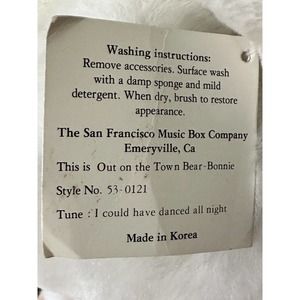 Washing instructions:
Remove accessories. Surface wash
with a damp sponge and mild
detergent. When dry, brush to restore
appearance.
The San Francisco Music Box Company
Emeryville, Ca
This is Out on the Town Bear-Bonnie
Style No. 53-0121
Tune : I could have danced all night
Made in Korea